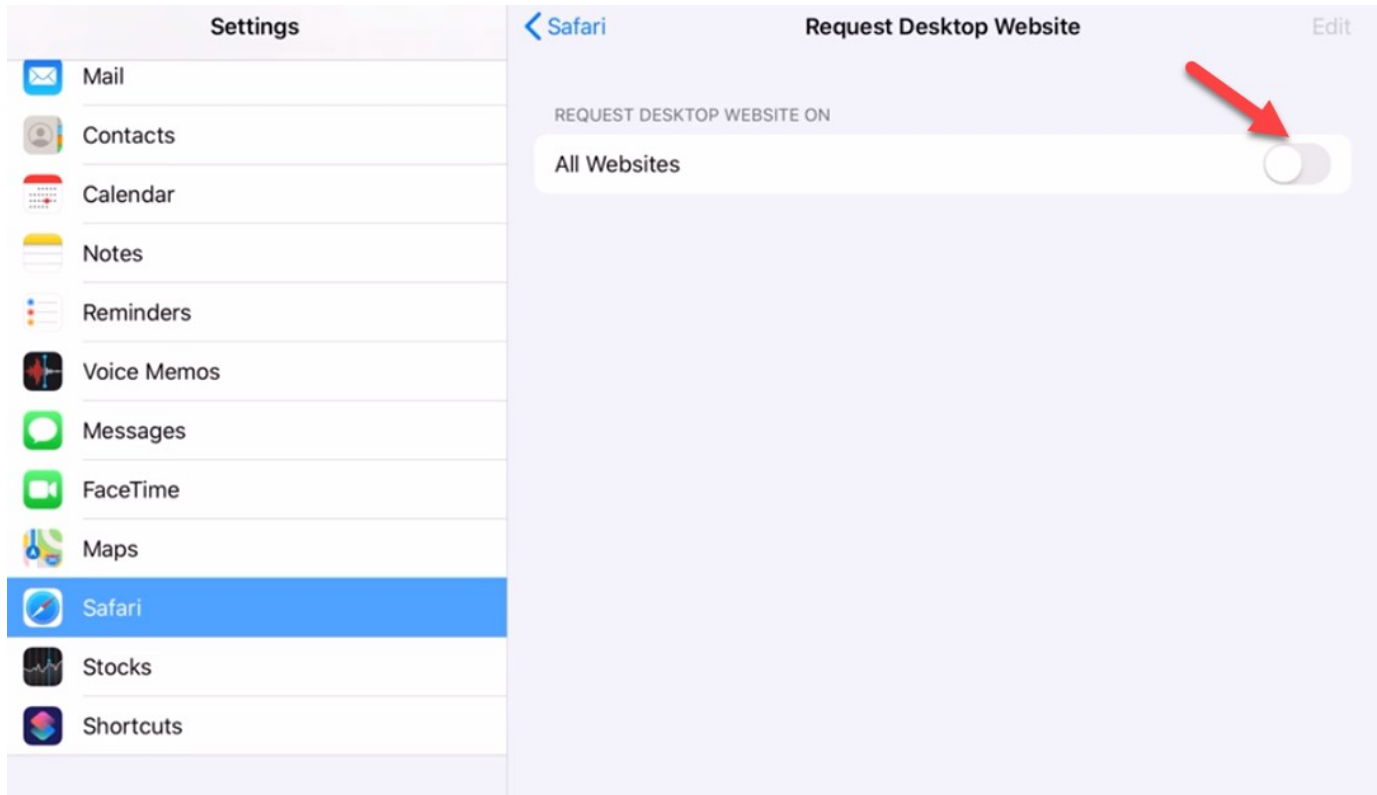 Settings
Mail
Contacts
Calendar
Notes
Reminders
Voice Memos
Messages
FaceTime
Maps
Safari
Stocks
Shortcuts
Safari
Request Desktop Website
Edit
REQUEST DESKTOP WEBSITE ON
All Websites